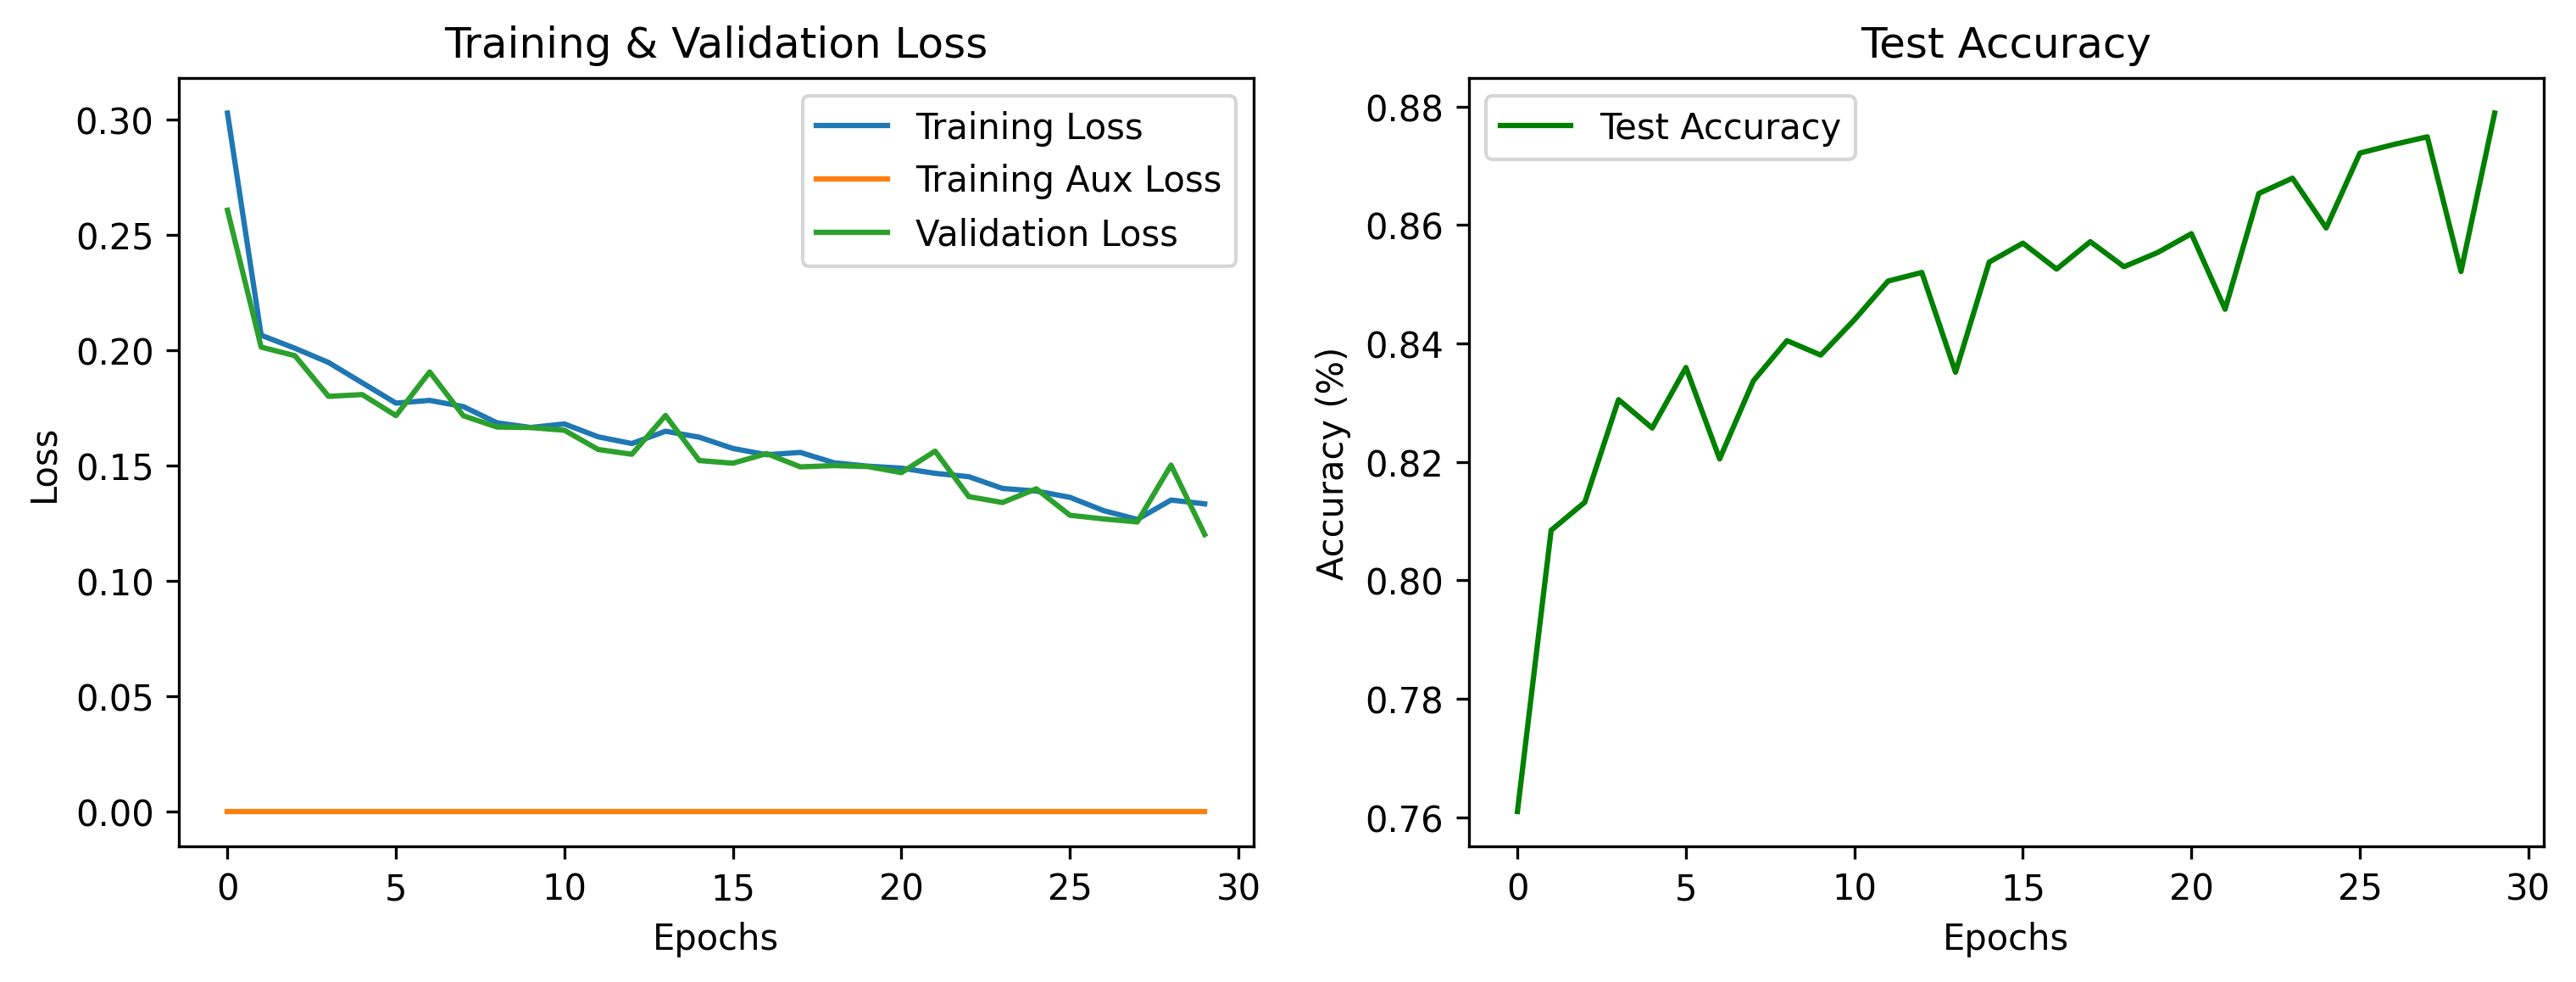 Training & Validation Loss
Training Loss
Training Aux Loss
Validation Loss
0.30
0.25
0.20
0.15
0.10
0.05
0.00
Loss
0 5 10 15 20 25 30
Epochs
Test Accuracy
Test Accuracy
0.88
0.86
0.84
0.82
0.80
0.78
0.76
Accuracy (%)
0 5 10 15 20 25 30
Epochs